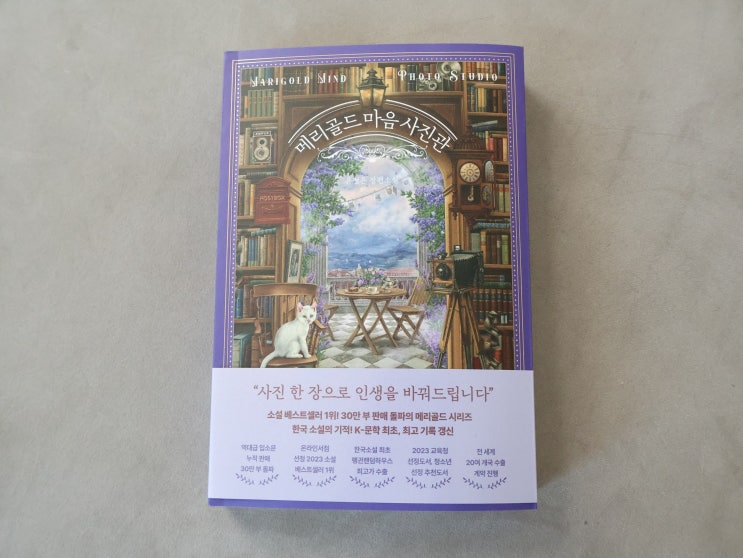 MARIGOLD MIND PHOTO STUDIO
메리골드 마음 사진관
장편소설
POSTBOX
“사진 한 장으로 인생을 바꿔드립니다”
소설 베스트셀러 1위! 30만 부 판매 돌파의 메리골드 시리즈
한국 소설의 기적! K-문학 최초, 최고 기록 갱신
역대급 입소문
누적 판매
30만 부 돌파
온라인서점
선정 2023 소설
베스트셀러 1위
한국소설 최초
펭귄랜덤하우스
최고가 수출
2023 교육청
선정도서, 청소년
선정 추천도서
전 세계
20여 개국 수출
계약 진행